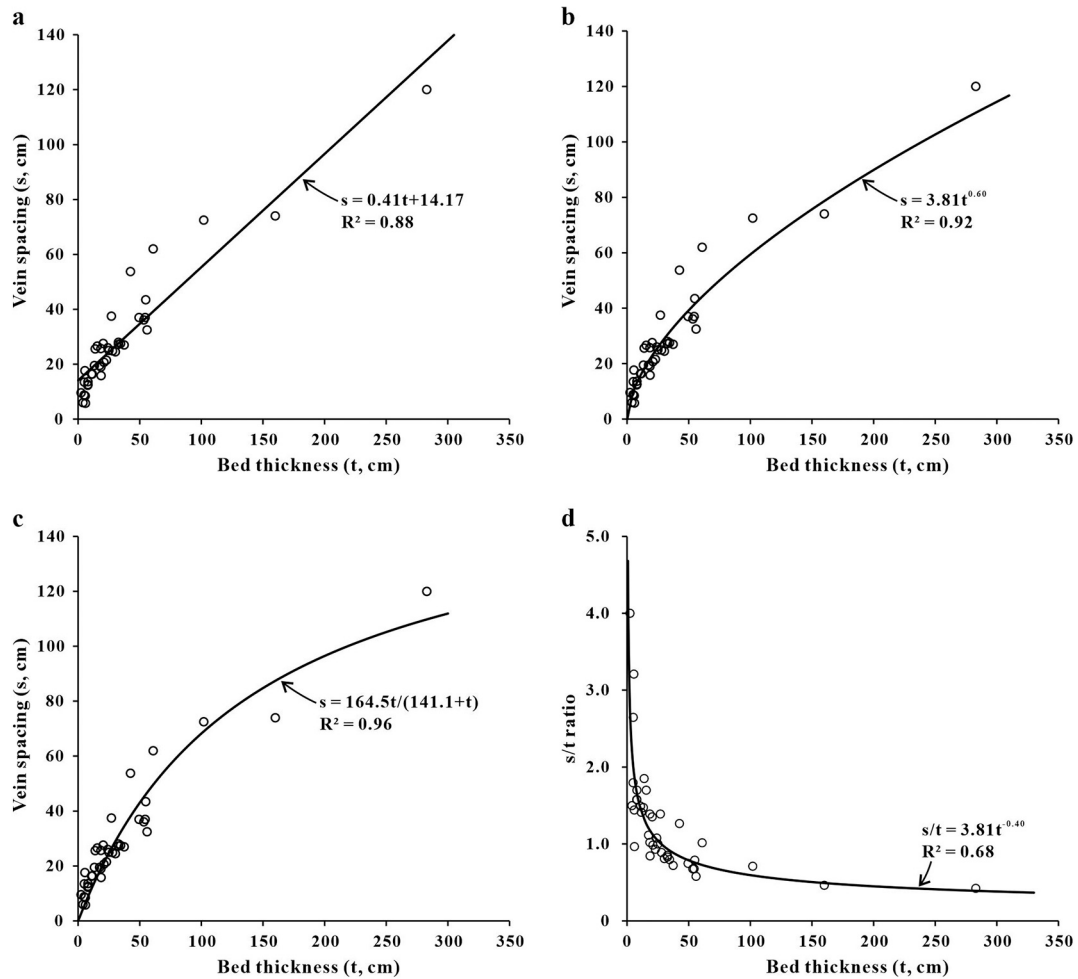 a
140
120
100
80
60
40
20
0
Vein spacing (s, cm)
s = 0.41t+14.17
R² = 0.88
0 50 100 150 200 250 300 350
Bed thickness (t, cm)
b
140
120
100
80
60
40
20
0
Vein spacing (s, cm)
s = 3.81t^0.60
R² = 0.92
0 50 100 150 200 250 300 350
Bed thickness (t, cm)
c
140
120
100
80
60
40
20
0
Vein spacing (s, cm)
s = 164.5t/(141.1+t)
R² = 0.96
0 50 100 150 200 250 300 350
Bed thickness (t, cm)
d
5.0
4.0
3.0
2.0
1.0
0.0
s/t ratio
s/t = 3.81t^-0.40
R² = 0.68
0 50 100 150 200 250 300 350
Bed thickness (t, cm)